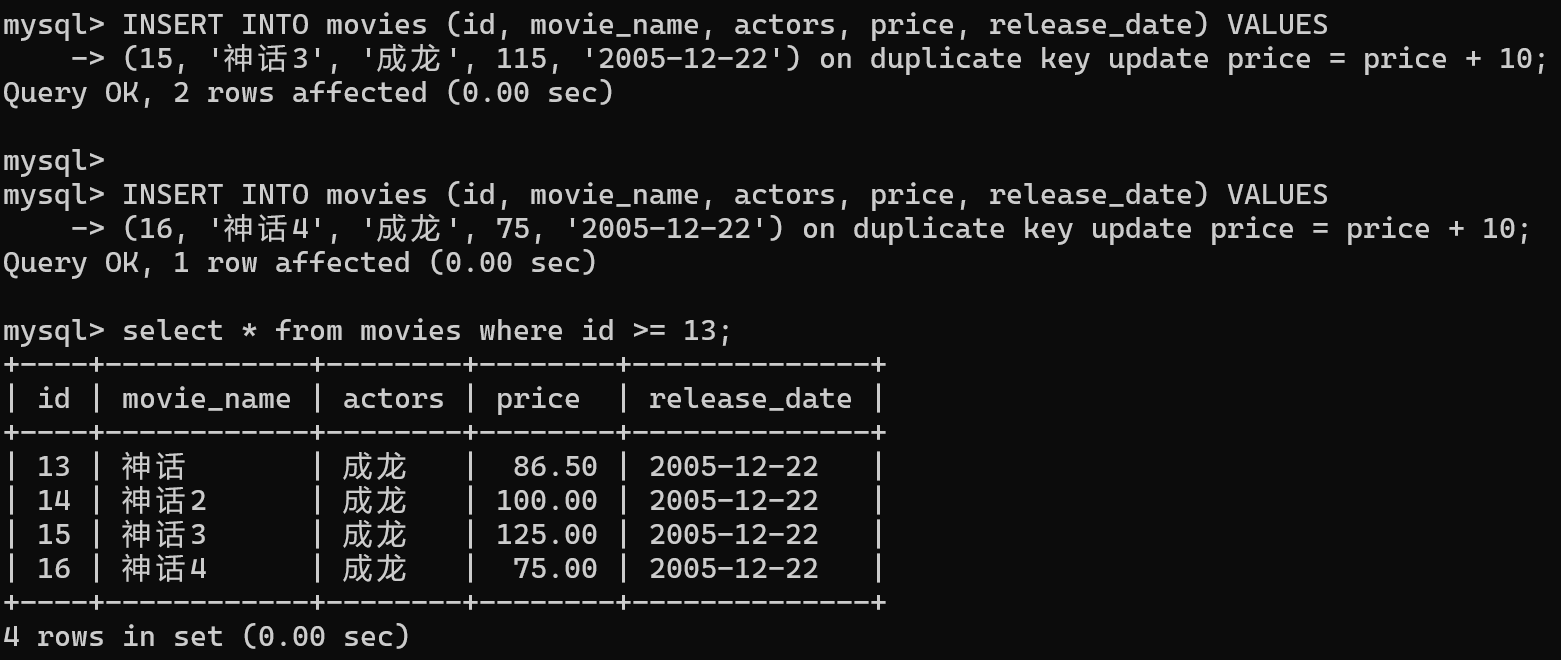 mysql> INSERT INTO movies (id, movie_name, actors, price, release_date) VALUES
    -> (15, '神话3', '成龙', 115, '2005-12-22') on duplicate key update price = price + 10;
Query OK, 2 rows affected (0.00 sec)

mysql>
mysql> INSERT INTO movies (id, movie_name, actors, price, release_date) VALUES
    -> (16, '神话4', '成龙', 75, '2005-12-22') on duplicate key update price = price + 10;
Query OK, 1 row affected (0.00 sec)

mysql> select * from movies where id >= 13;
+----+------------+--------+--------+--------------+
| id | movie_name | actors | price  | release_date |
+----+------------+--------+--------+--------------+
| 13 | 神话       | 成龙   |  86.50 | 2005-12-22   |
| 14 | 神话2      | 成龙   | 100.00 | 2005-12-22   |
| 15 | 神话3      | 成龙   | 125.00 | 2005-12-22   |
| 16 | 神话4      | 成龙   |  75.00 | 2005-12-22   |
+----+------------+--------+--------+--------------+
4 rows in set (0.00 sec)